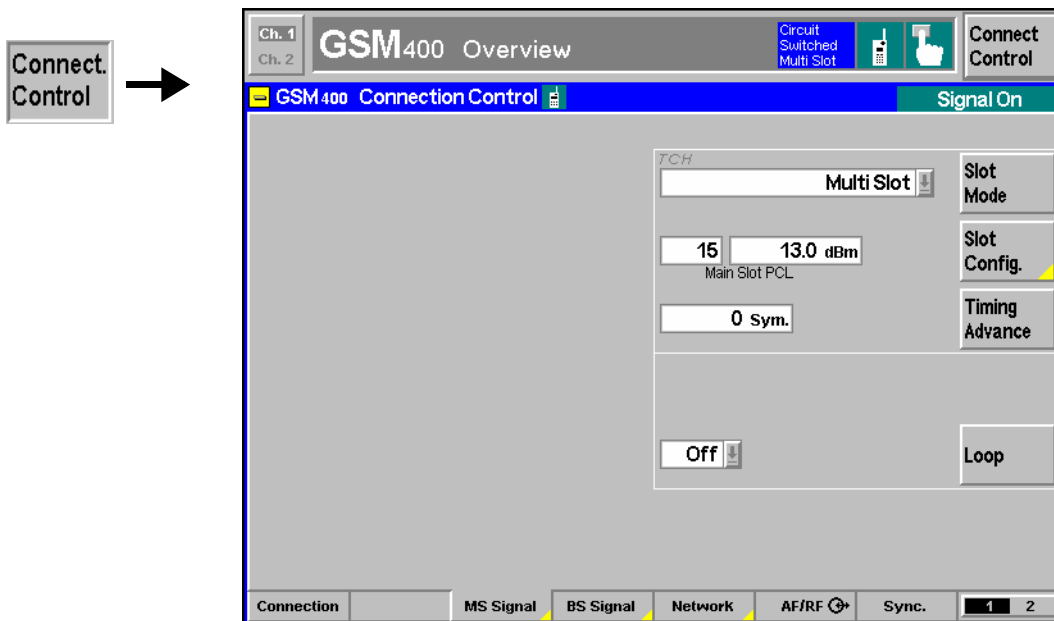 Connect.
Control
Ch. 1
Ch. 2
GSM400 Overview
Circuit
Switched
Multi Slot
Connect
Control
GSM400 Connection Control
Signal On
TCH
Multi Slot
Slot
Mode
15
13.0 dBm
Main Slot PCL
Slot
Config.
0 Sym.
Timing
Advance
Off
Loop
Connection
MS Signal
BS Signal
Network
AF/RF
Sync.
1 2